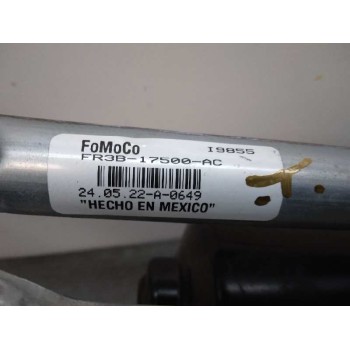 FoMoCo I9855
FR3B-17500-AC
24.05.22-A-0649
"HECHO EN MEXICO"